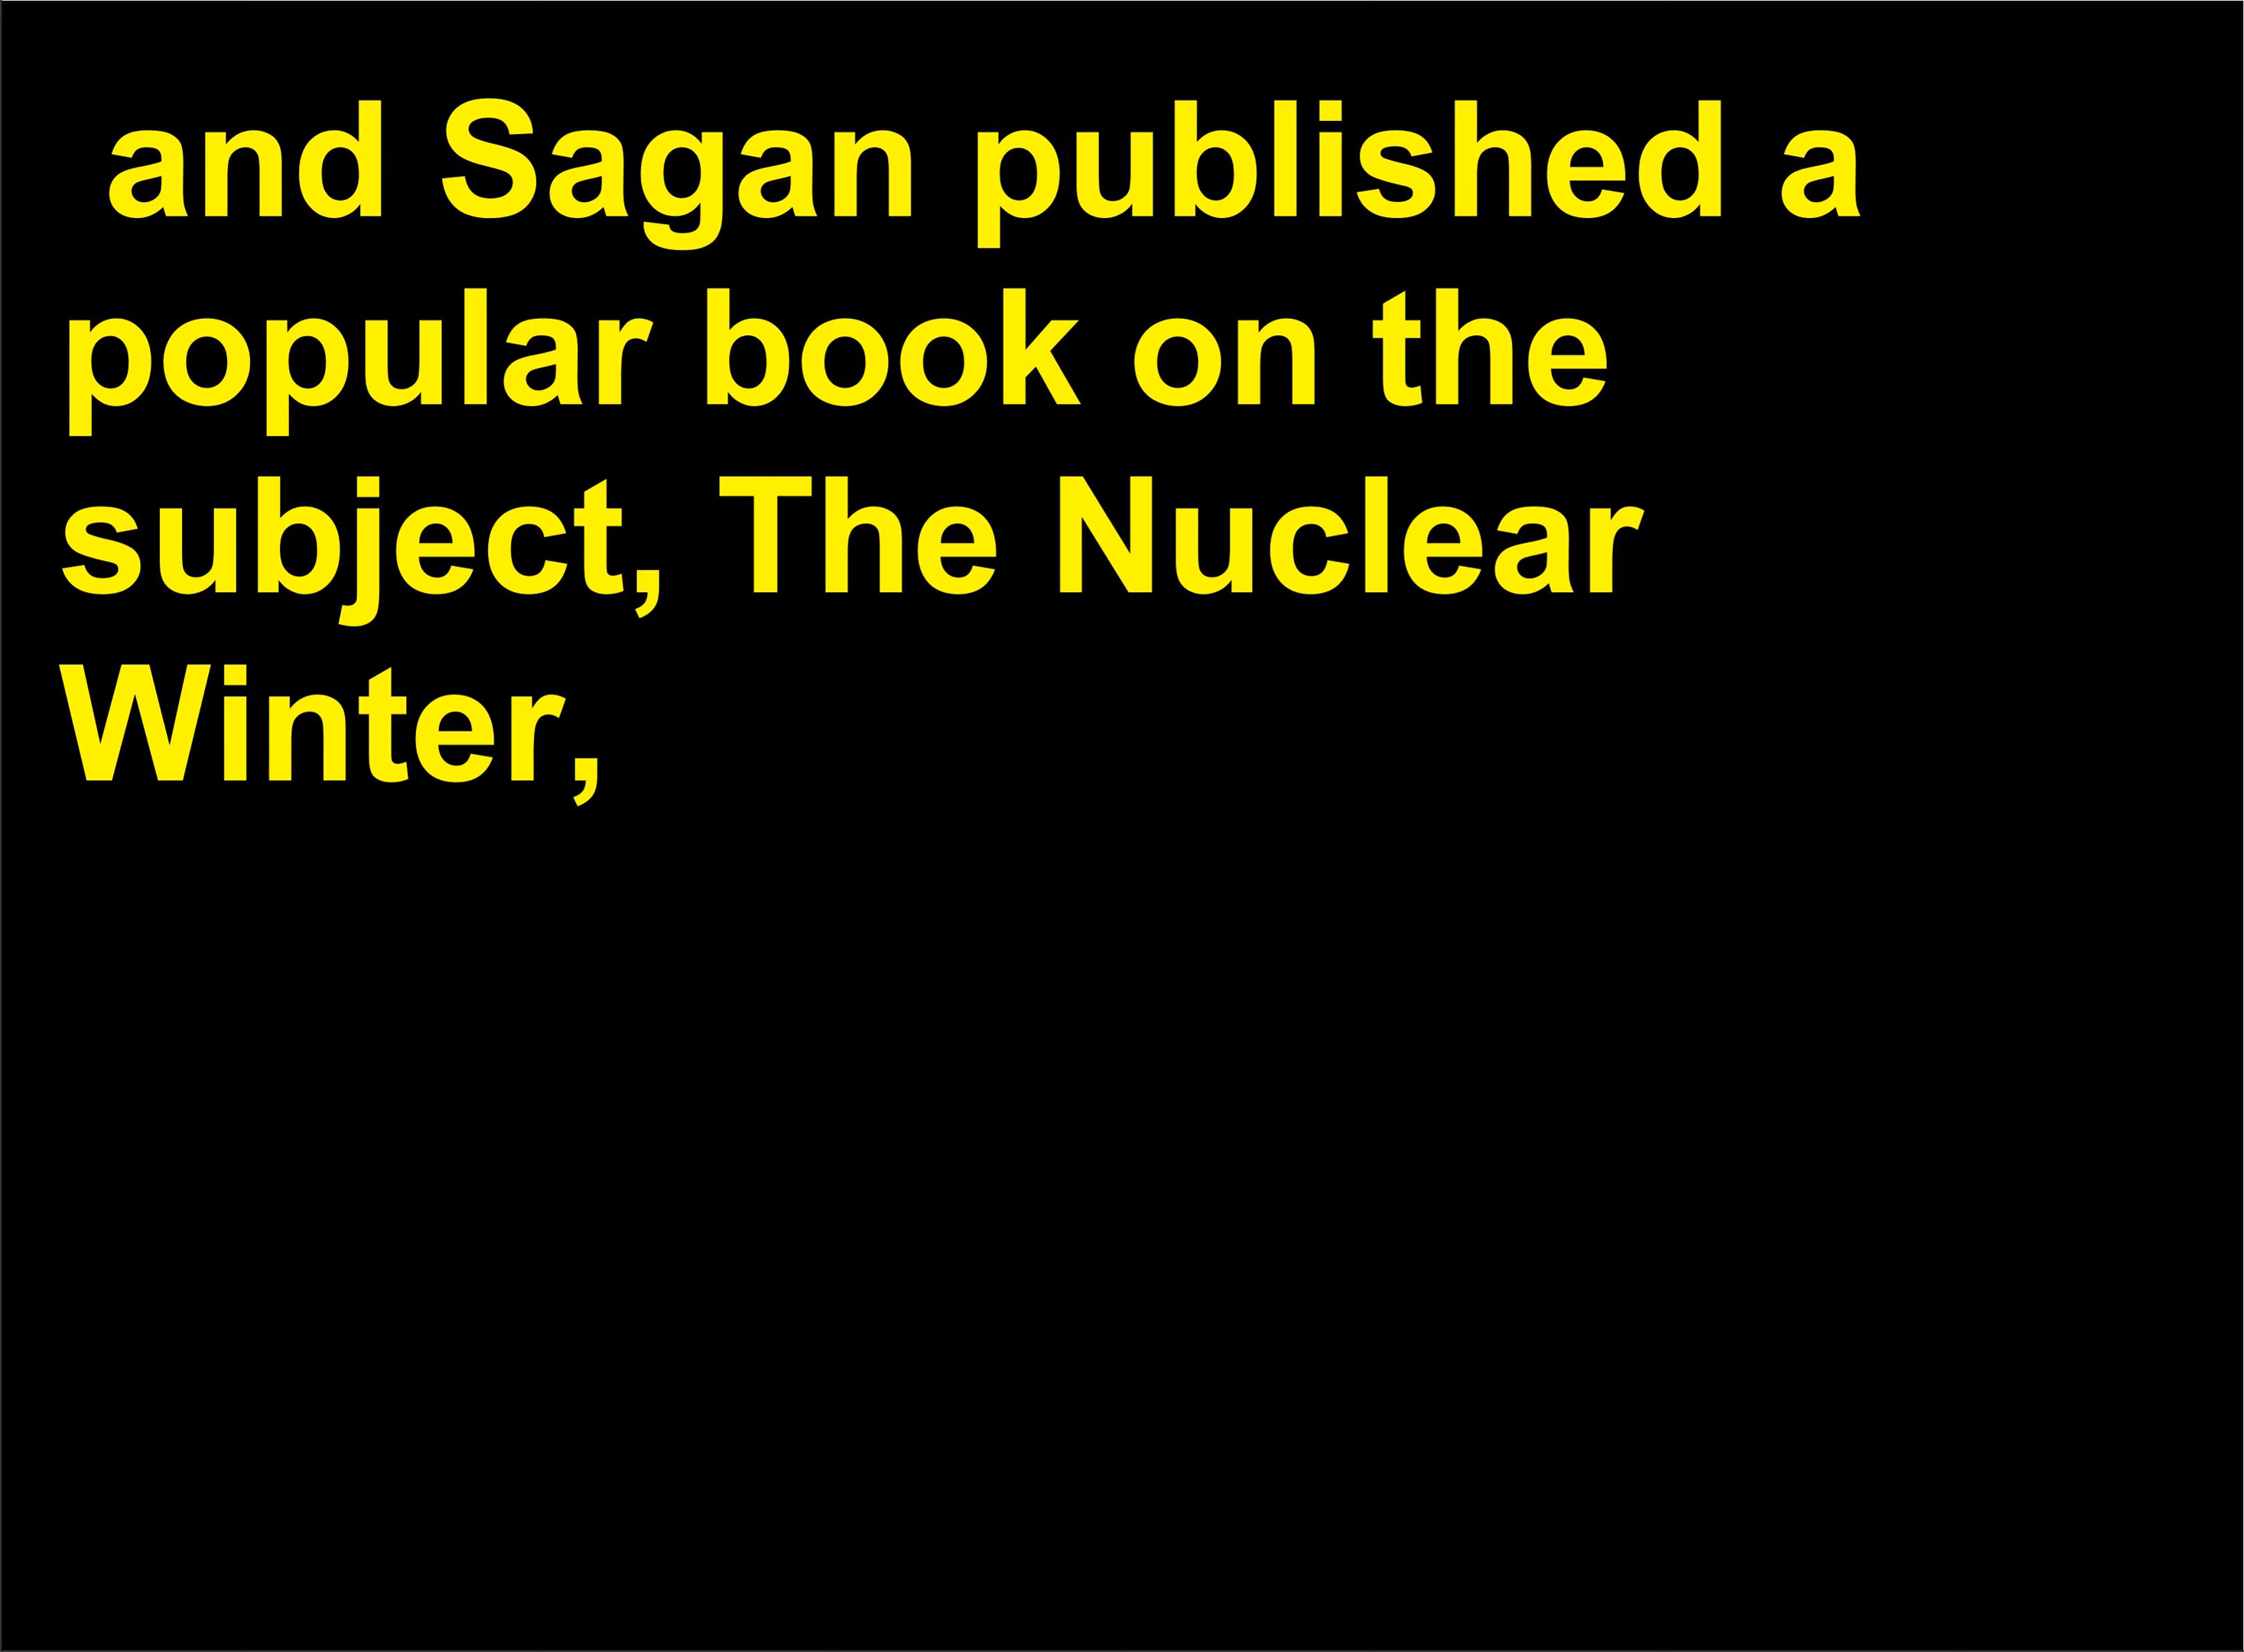 and Sagan published a
popular book on the
subject, The Nuclear
Winter,